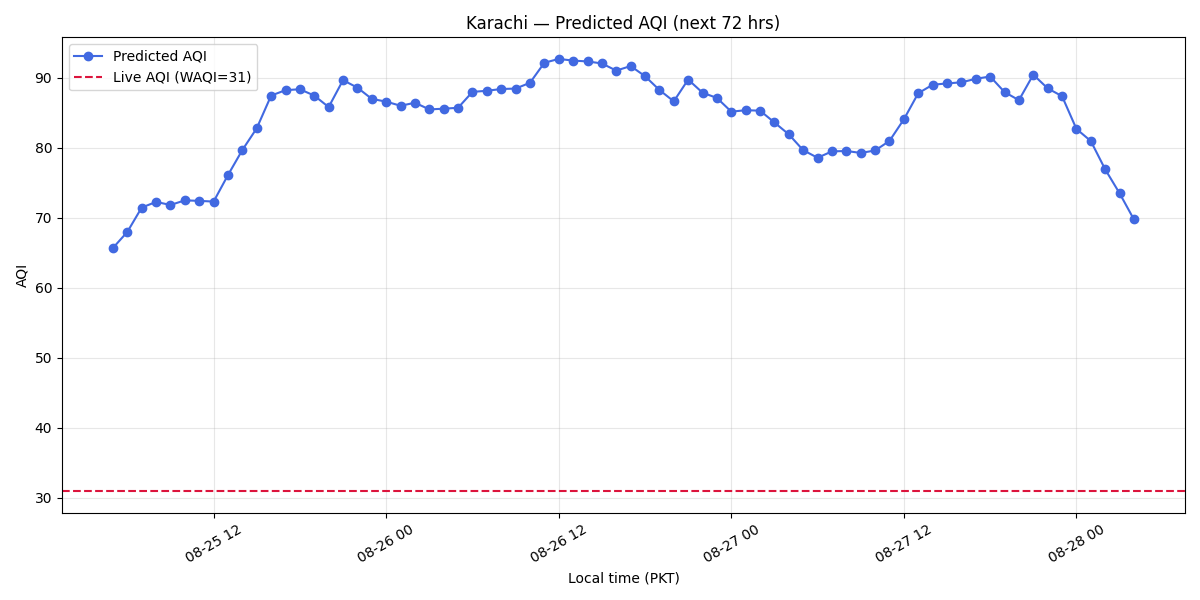 Karachi — Predicted AQI (next 72 hrs)
Predicted AQI
Live AQI (WAQI=31)
AQI
90
80
70
60
50
40
30
08-25 12
08-26 00
08-26 12
08-27 00
08-27 12
08-28 00
Local time (PKT)